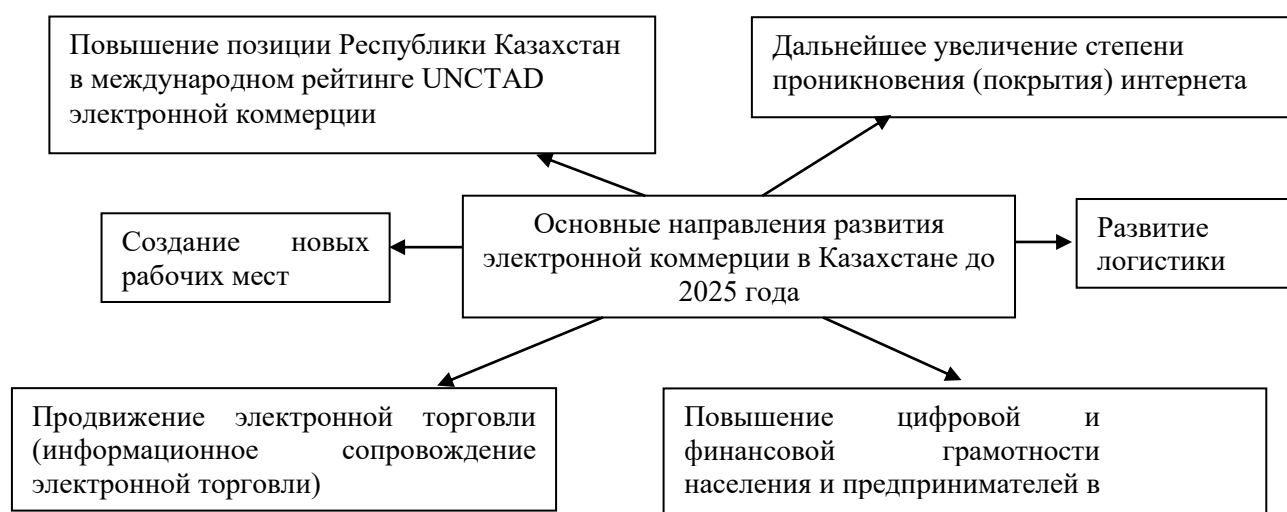 Повышение позиции Республики Казахстан
в международном рейтинге UNCTAD
электронной коммерции
Дальнейшее увеличение степени
проникновения (покрытия) интернета
Создание новых
рабочих мест
Основные направления развития
электронной коммерции в Казахстане до
2025 года
Развитие
логистики
Продвижение электронной торговли
(информационное сопровождение
электронной торговли)
Повышение цифровой и
финансовой грамотности
населения и предпринимателей в